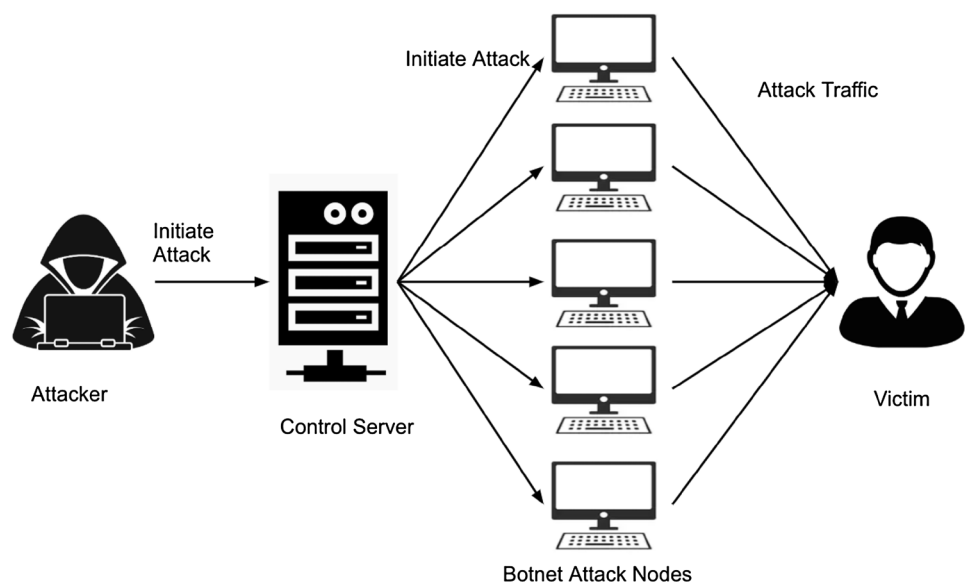 Initiate Attack
Attack Traffic
Initiate
Attack
Attacker
Control Server
Victim
Botnet Attack Nodes